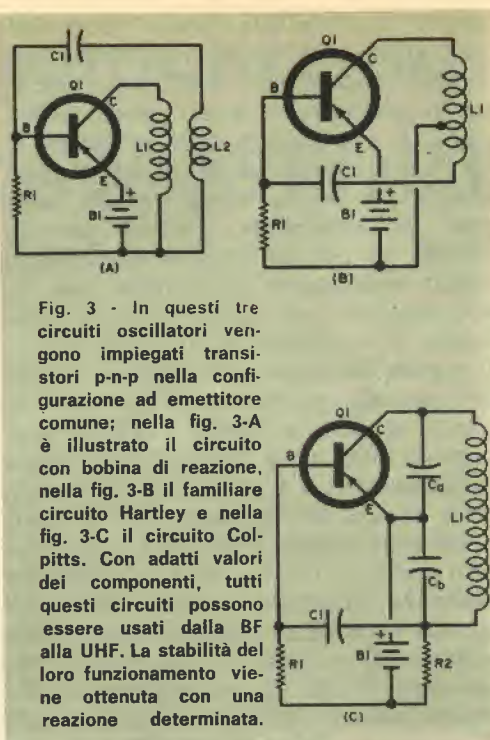 Q1
C1
B
C
E
L1
L2
R1
+
B1
(A)
Q1
C
B
E
L1
C1
+
R1
B1
(B)
Fig. 3 - In questi tre
circuiti oscillatori ven-
gono impiegati transi-
stori p-n-p nella confi-
gurazione ad emettitore
comune; nella fig. 3-A
è illustrato il circuito
con bobina di reazione,
nella fig. 3-B il familiare
circuito Hartley e nella
fig. 3-C il circuito Col-
pitts. Con adatti valori
dei componenti, tutti
questi circuiti possono
essere usati dalla BF
alla UHF. La stabilità del
loro funzionamento vie-
ne ottenuta con una
reazione determinata.
Q1
C
B
E
Ca
L1
Cb
C1
+
R1
B1
R2
(C)